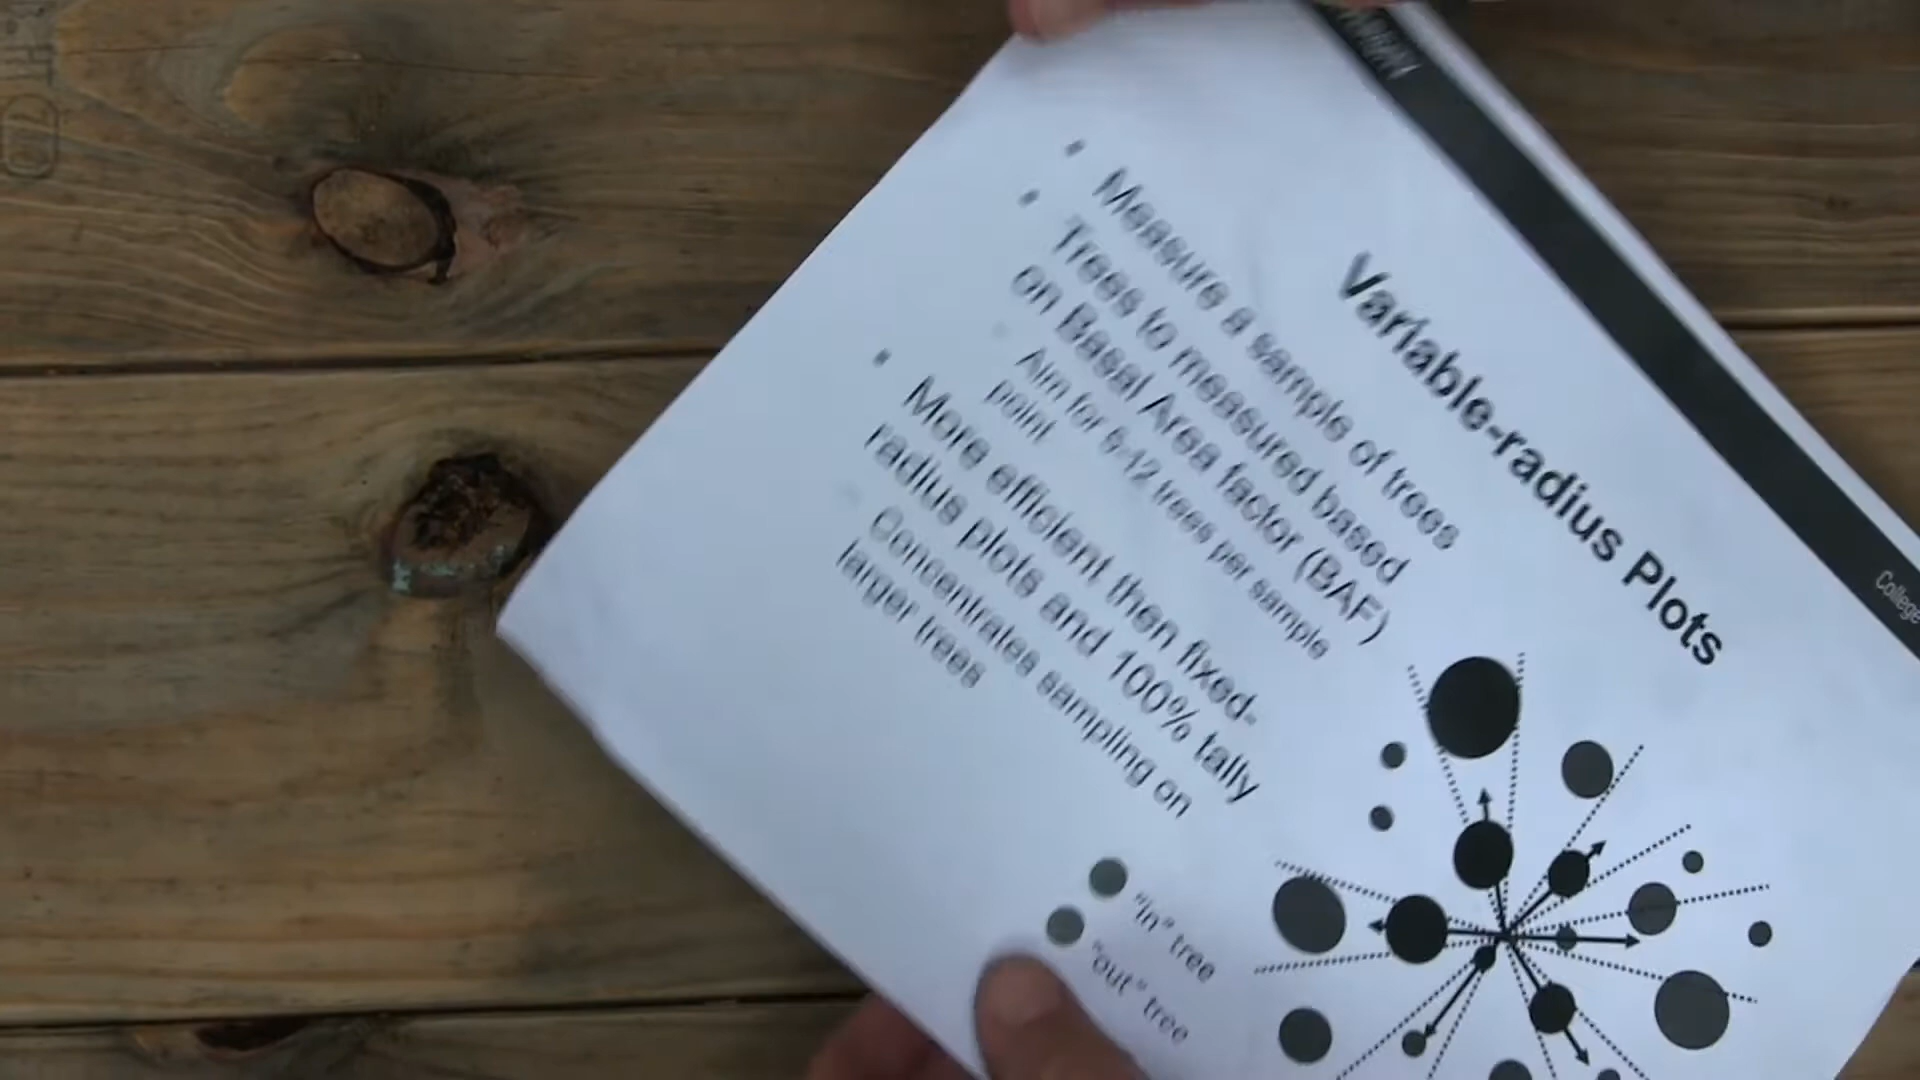 College
Variable-radius Plots
Measure a sample of trees
Trees to measured based
on Basal Area factor (BAF)
Aim for 6-12 trees per sample
point.
More efficient then fixed-
radius plots and 100% tally
Concentrates sampling on
larger trees
"in" tree
"out" tree